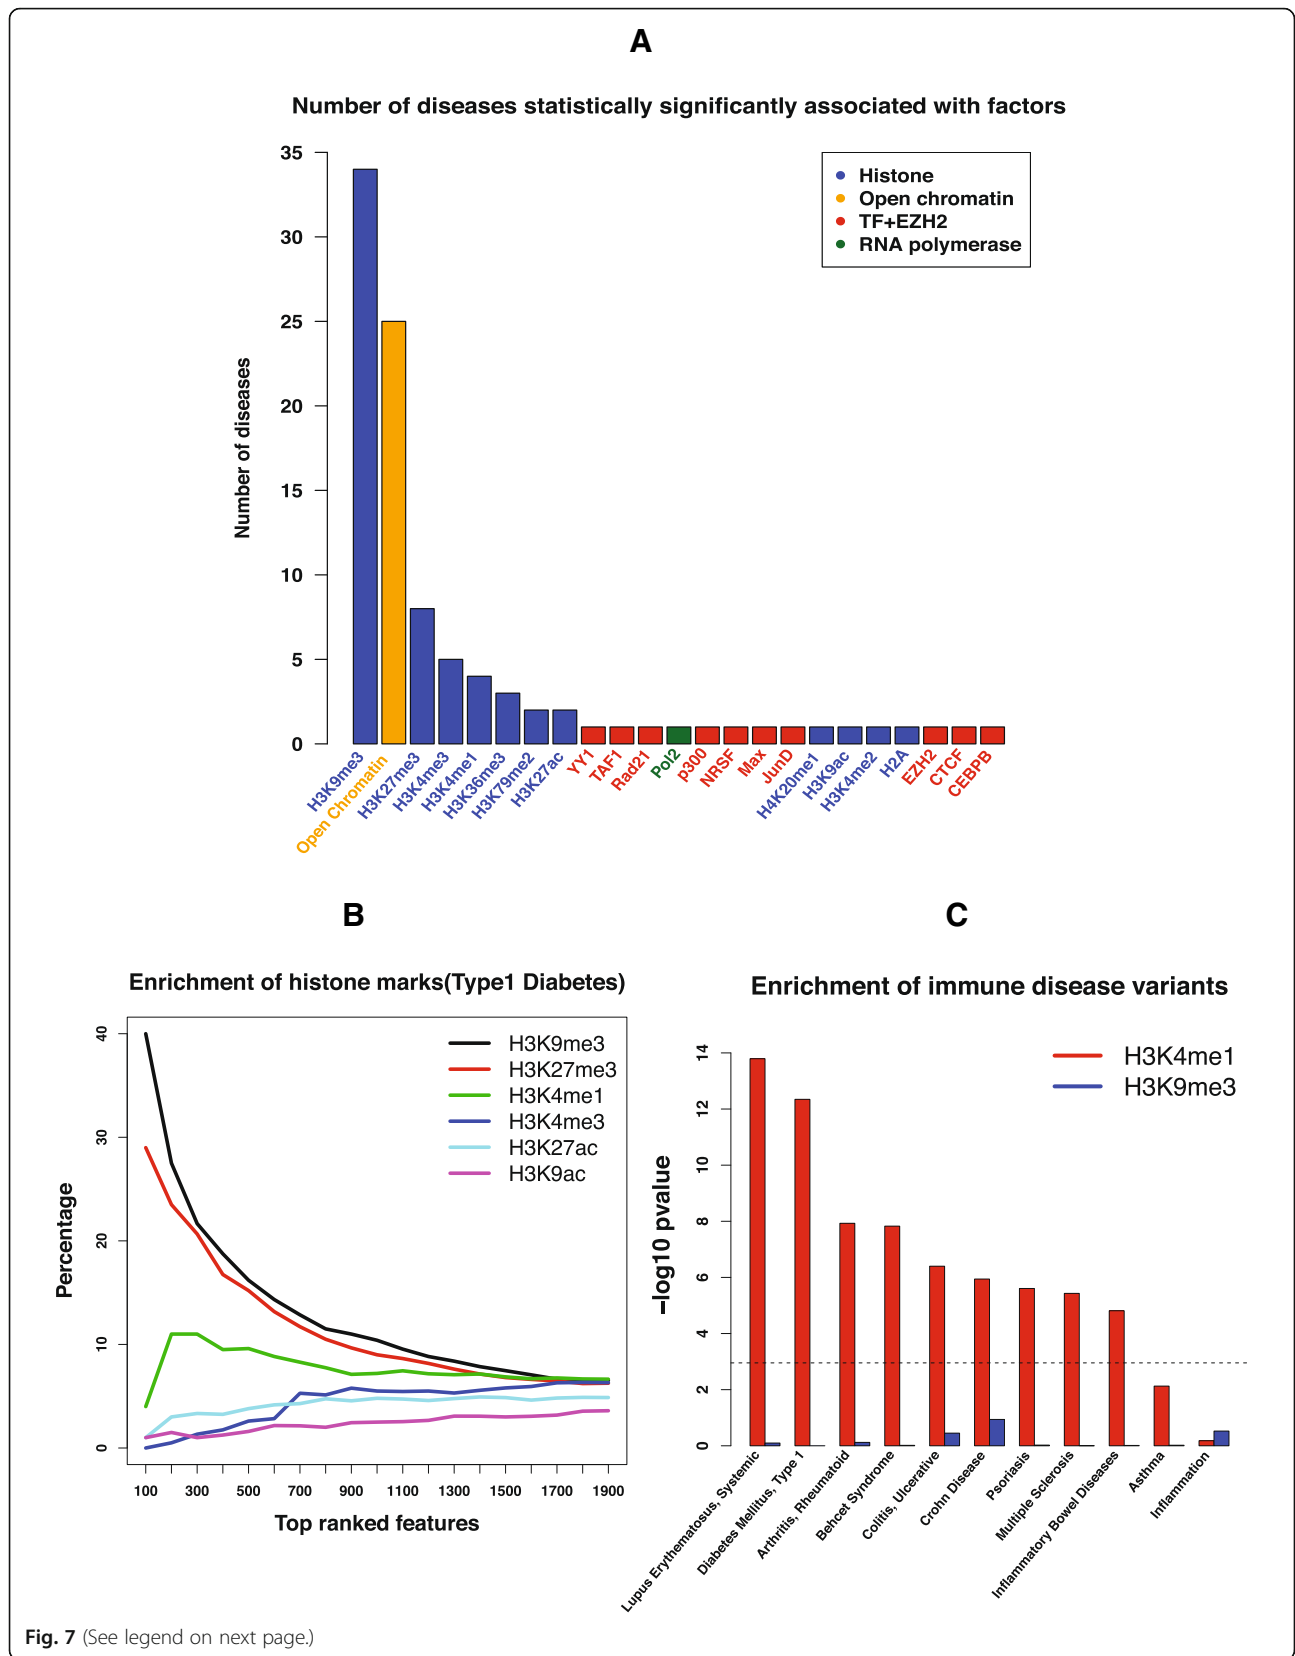 A
Number of diseases statistically significantly associated with factors
Number of diseases
35
30
25
20
15
10
5
0
Histone
Open chromatin
TF+EZH2
RNA polymerase
H3K9me3
Open Chromatin
H3K27me3
H3K4me3
H3K4me1
H3K36me3
H3K79me2
H3K27ac
YY1
TAF1
Rad21
Pol2
p300
NRSF
Max
JunD
H4K20me1
H3K9ac
H3K4me2
H2A
EZH2
CTCF
CEBPB
B
Enrichment of histone marks(Type1 Diabetes)
Percentage
40
30
20
10
0
H3K9me3
H3K27me3
H3K4me1
H3K4me3
H3K27ac
H3K9ac
100 300 500 700 900 1100 1300 1500 1700 1900
Top ranked features
C
Enrichment of immune disease variants
−log10 pvalue
14
12
10
8
6
4
2
0
H3K4me1
H3K9me3
Lupus Erythematosus, Systemic
Diabetes Mellitus, Type 1
Arthritis, Rheumatoid
Behcet Syndrome
Colitis, Ulcerative
Crohn Disease
Psoriasis
Multiple Sclerosis
Inflammatory Bowel Diseases
Asthma
Inflammation
Fig. 7 (See legend on next page.)